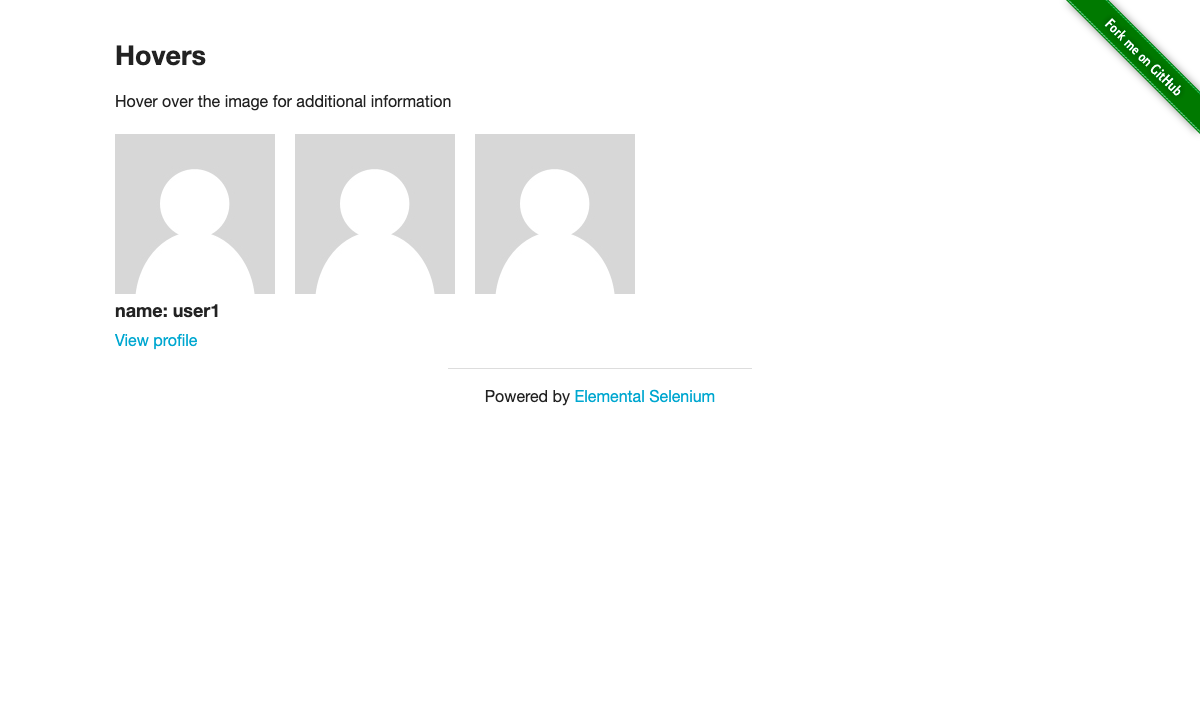 Fork me on GitHub
Hovers
Hover over the image for additional information
name: user1
View profile
Powered by Elemental Selenium